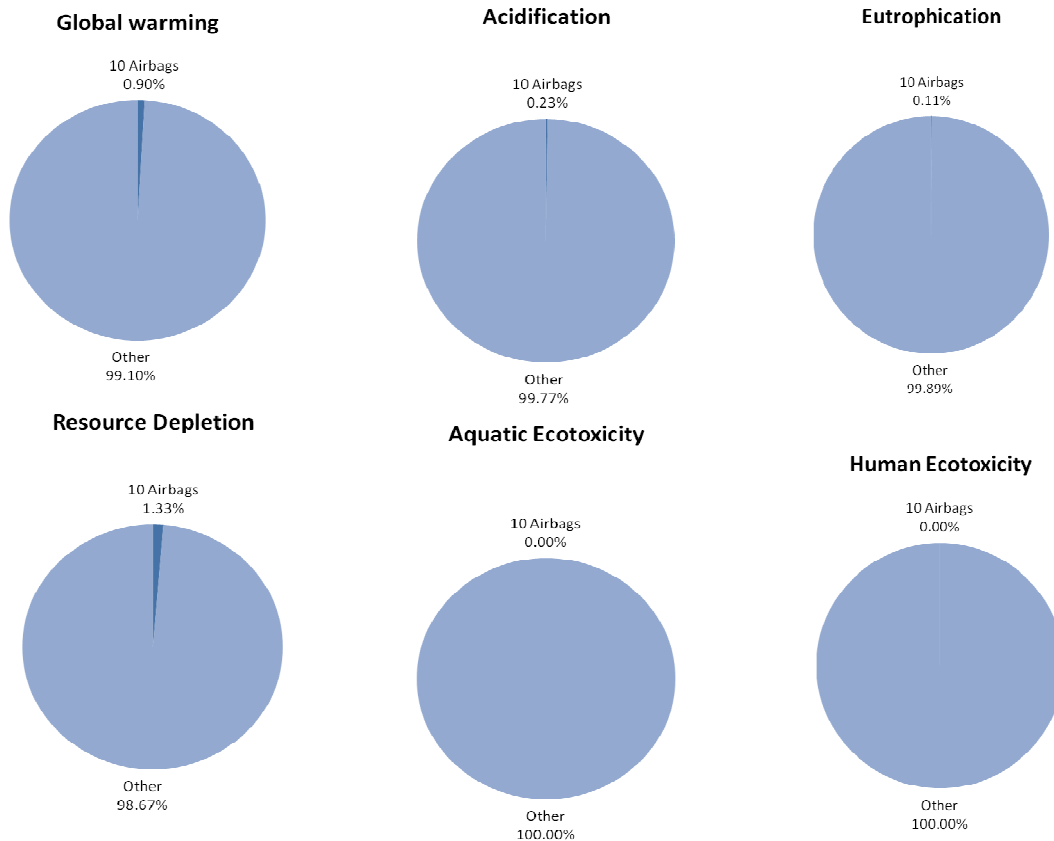 Global warming
10 Airbags
0.90%
Other
99.10%
Acidification
10 Airbags
0.23%
Other
99.77%
Eutrophication
10 Airbags
0.11%
Other
99.89%
Resource Depletion
10 Airbags
1.33%
Other
98.67%
Aquatic Ecotoxicity
10 Airbags
0.00%
Other
100.00%
Human Ecotoxicity
10 Airbags
0.00%
Other
100.00%